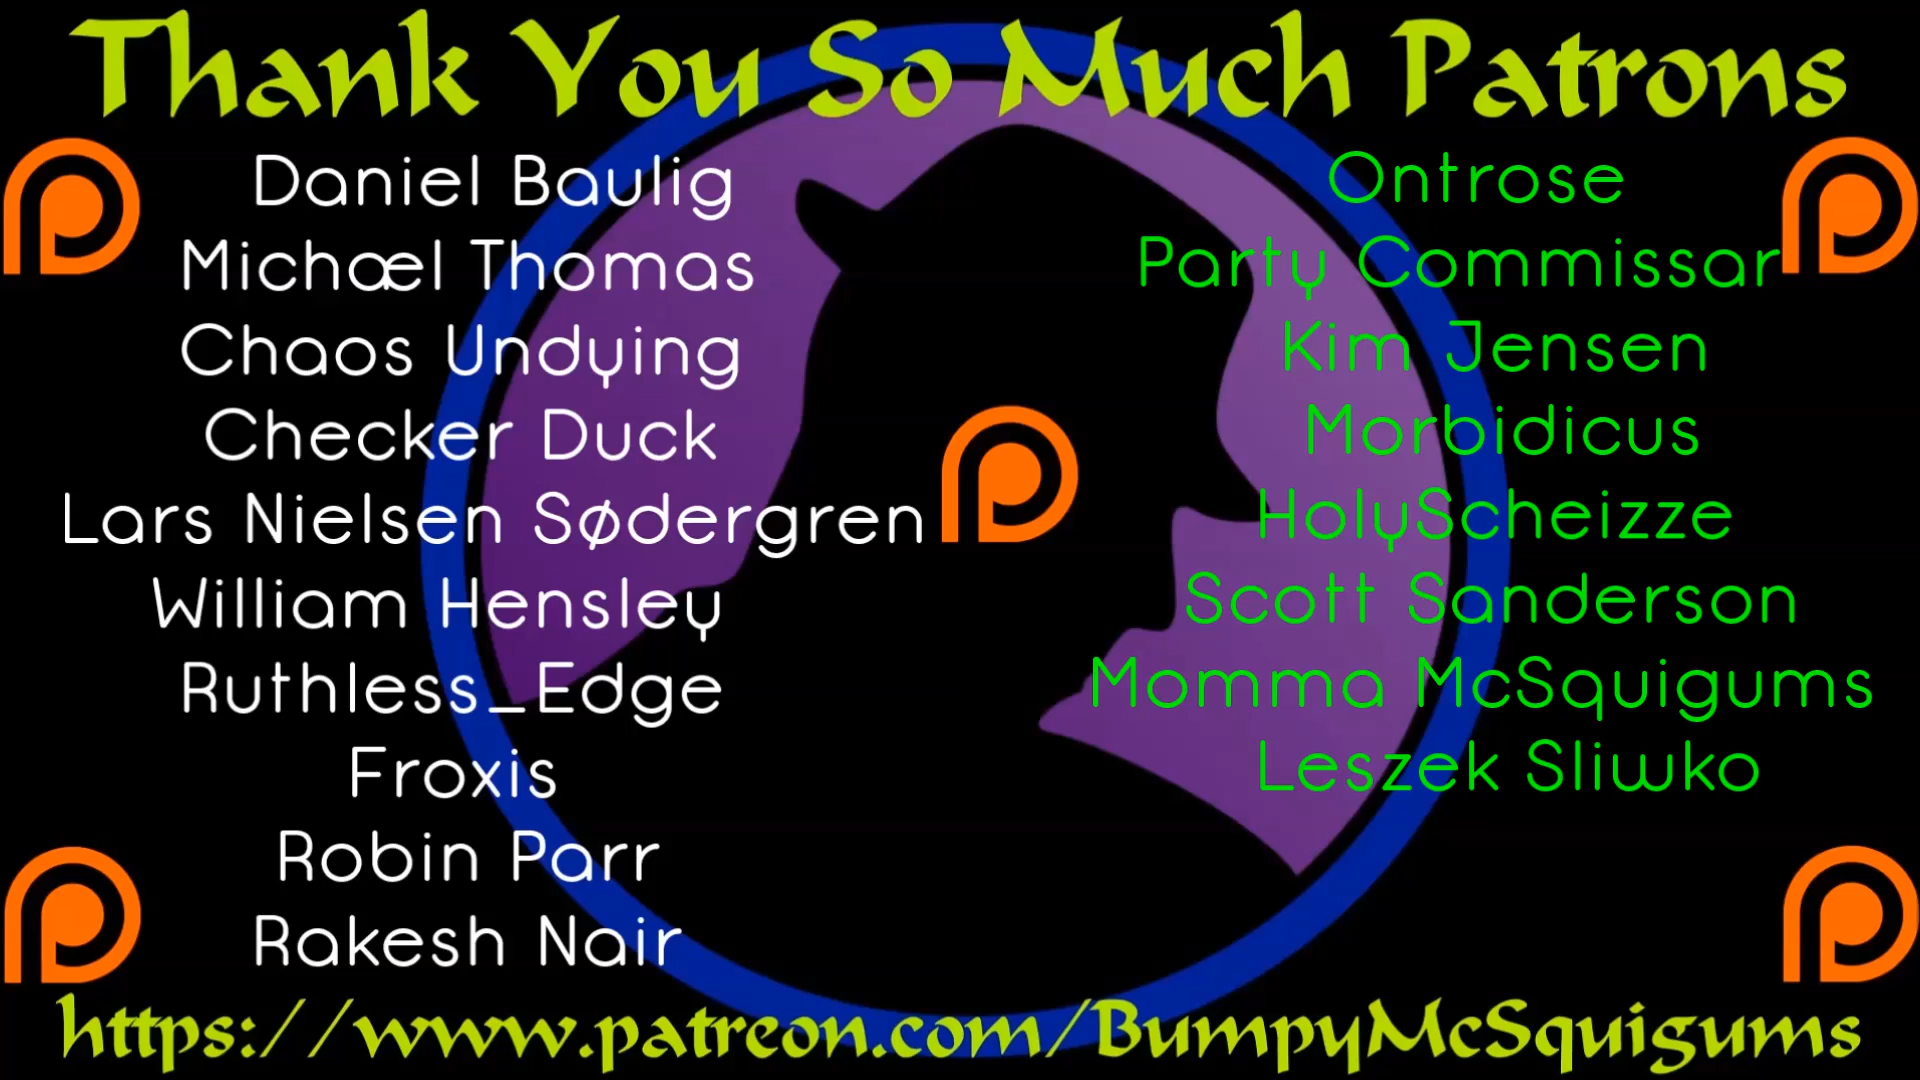 Thank You So Much Patrons
Daniel Baulig
Michael Thomas
Chaos Undying
Checker Duck
Lars Nielsen Sødergren
William Hensley
Ruthless_Edge
Froxis
Robin Parr
Rakesh Nair
Ontrose
Party Commissar
Kim Jensen
Morbidicus
HolyScheizze
Scott Sanderson
Momma McSquigums
Leszek Sliwko
https://www.patreon.com/BumpyMcSquigums